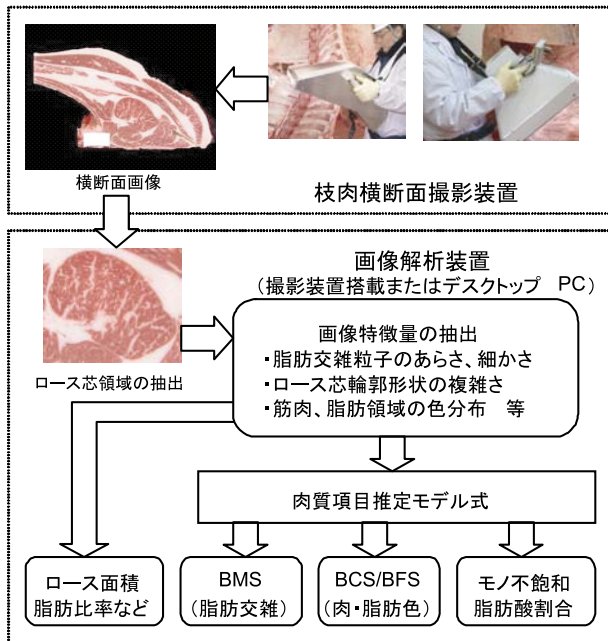 横断面画像
枝肉横断面撮影装置
画像解析装置
(撮影装置搭載またはデスクトップ PC)
ロース芯領域の抽出
画像特徴量の抽出
・脂肪交雑粒子のあらさ、細かさ
・ロース芯輪郭形状の複雑さ
・筋肉、脂肪領域の色分布 等
肉質項目推定モデル式
ロース面積
脂肪比率など
BMS
(脂肪交雑)
BCS/BFS
(肉・脂肪色)
モノ不飽和
脂肪酸割合